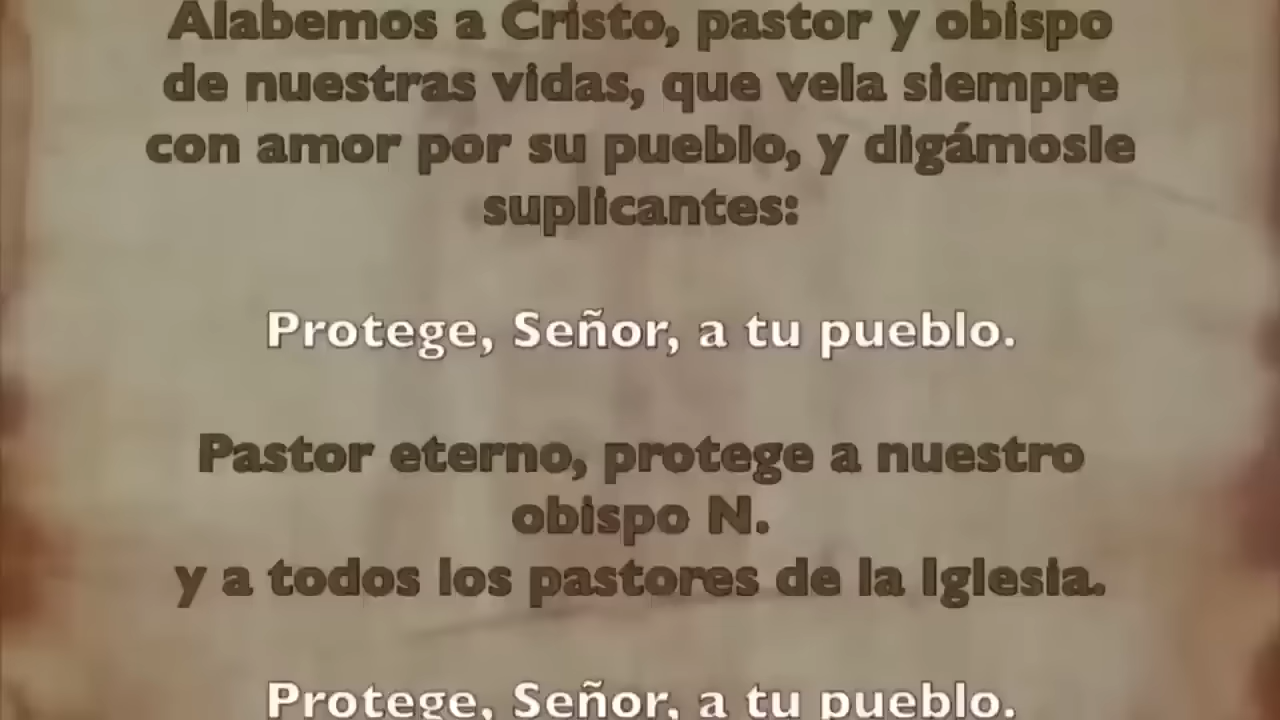 Alabemos a Cristo, pastor y obispo
de nuestras vidas, que vela siempre
con amor por su pueblo, y digámosle
suplicantes:
Protege, Señor, a tu pueblo.
Pastor eterno, protege a nuestro
obispo N.
y a todos los pastores de la Iglesia.
Protege, Señor, a tu pueblo.